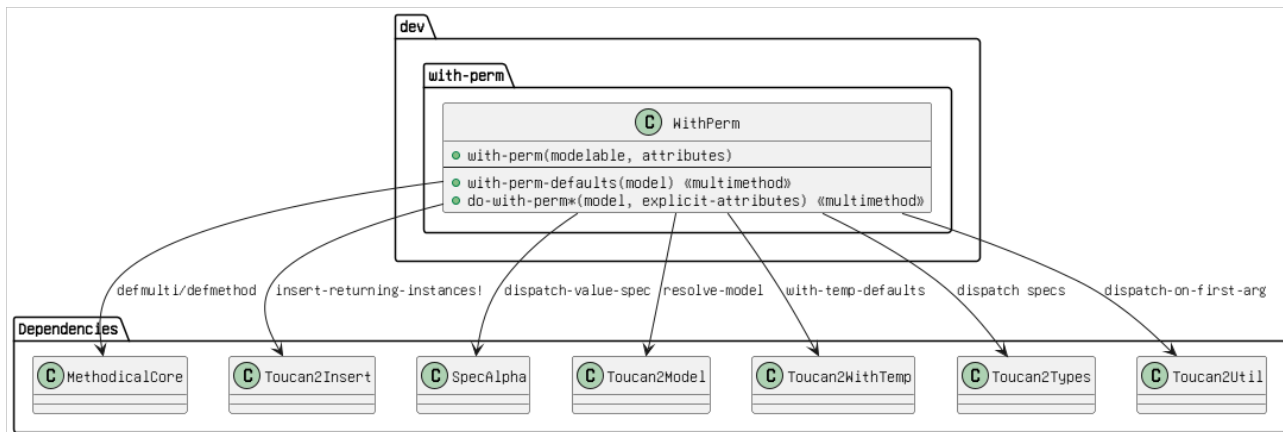 dev
with-perm
C WithPerm
with-perm(modelable, attributes)
with-perm-defaults(model) «multimethod»
do-with-perm*(model, explicit-attributes) «multimethod»
defmulti/defmethod insert-returning-instances! dispatch-value-spec resolve-model with-temp-defaults dispatch specs dispatch-on-first-arg
Dependencies
C MethodicalCore C Toucan2Insert C SpecAlpha C Toucan2Model C Toucan2WithTemp C Toucan2Types C Toucan2Util